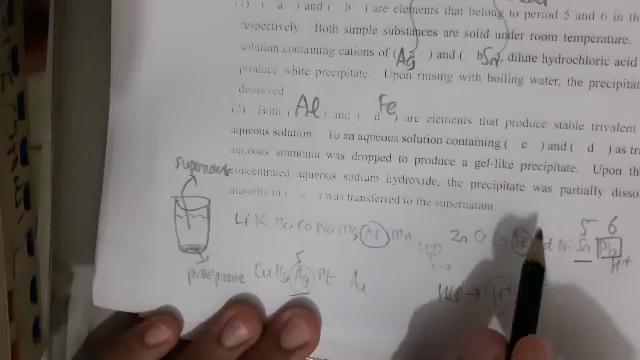 (1) ( a ) and ( b ) are elements that belong to period 5 and 6 in th
respectively. Both simple substances are solid under room temperature.
solution containing cations of ( Ag ) and ( b Sn ), dilute hydrochloric acid
produce white precipitate. Upon rinsing with boiling water, the precipitat
dissolved
(2) Both ( Al ) and ( d Fe ) are elements that produce stable trivalent
aqueous solution. To an aqueous solution containing ( c ) and ( d ) as tr
aqueous ammonia was dropped to produce a gel-like precipitate. Upon th
concentrated aqueous sodium hydroxide, the precipitate was partially disso
majority of ( c ) was transferred to the supernatant.
5 6
Li K Ba Ca Na Mg Al Mn
Zn Fe Ni Sn Pb
H+
5
Cu Hg Ag Pt Au